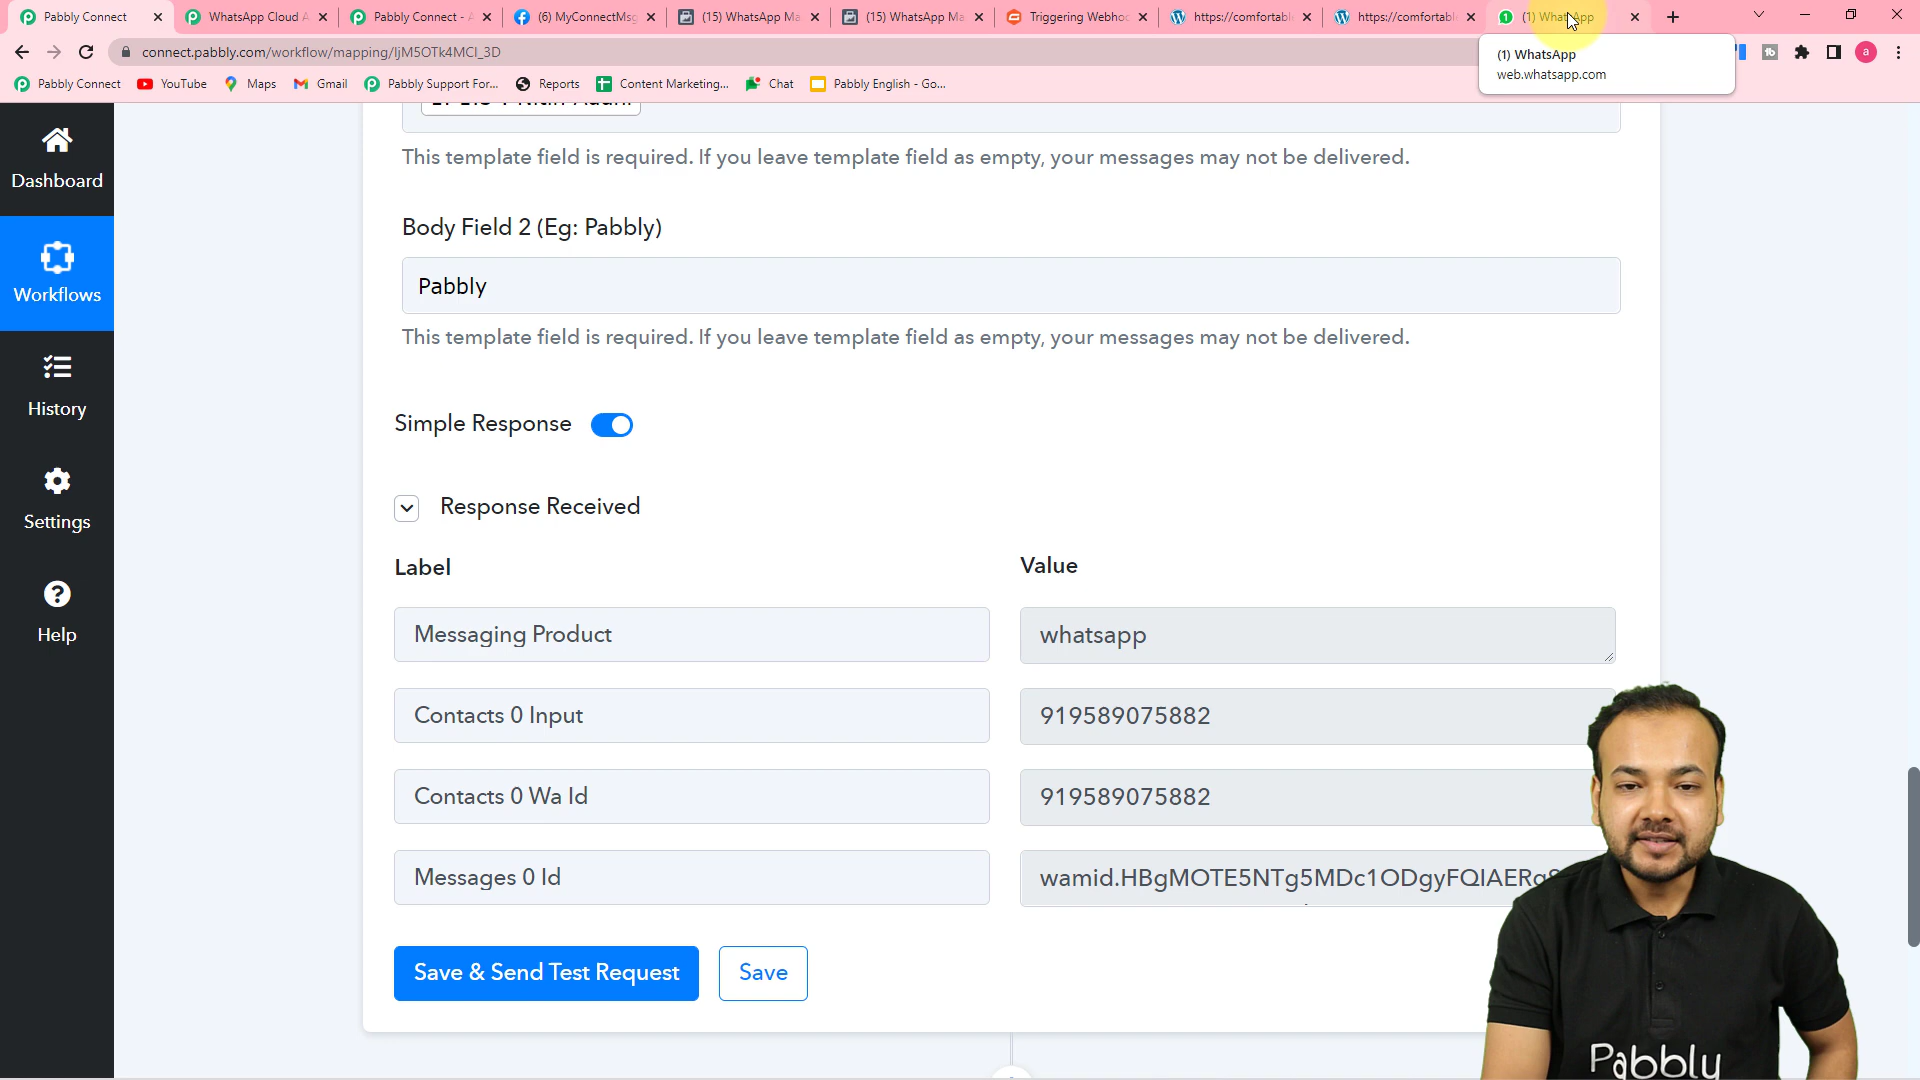 Pabbly Connect
WhatsApp Cloud A
Pabbly Connect - A
(6) MyConnectMsg
(15) WhatsApp Ma
(15) WhatsApp Ma
Triggering Webho
https://comfortabl
https://comfortabl
(1) WhatsApp
connect.pabbly.com/workflow/mapping/IjM5OTk4MCI_3D
(1) WhatsApp
web.whatsapp.com
Pabbly Connect
YouTube
Maps
Gmail
Pabbly Support For...
Reports
Content Marketing...
Chat
Pabbly English - Go...
Dashboard
Workflows
History
Settings
Help
This template field is required. If you leave template field as empty, your messages may not be delivered.
Body Field 2 (Eg: Pabbly)
Pabbly
This template field is required. If you leave template field as empty, your messages may not be delivered.
Simple Response
Response Received
Label
Value
Messaging Product
whatsapp
Contacts 0 Input
919589075882
Contacts 0 Wa Id
919589075882
Messages 0 Id
wamid.HBgMOTE5NTg5MDc1ODgyFQIAERgS
Save & Send Test Request
Save
Pabbly